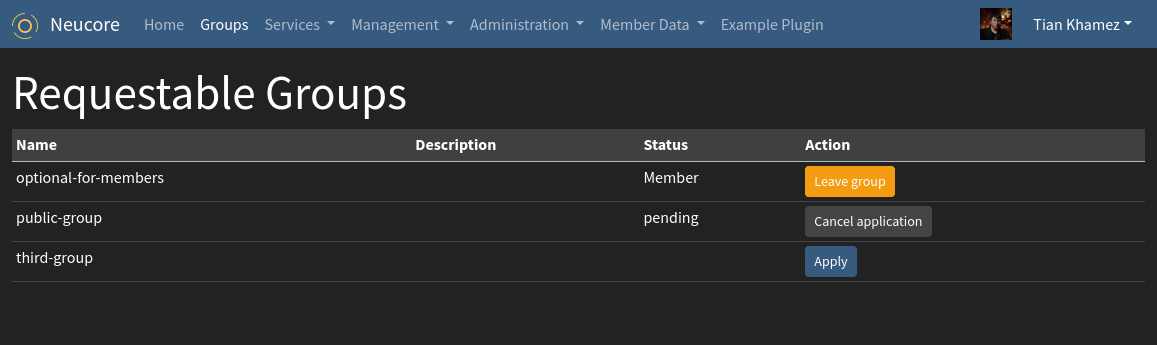 Neucore Home Groups Services Management Administration Member Data Example Plugin Tian Khamez
Requestable Groups
Name Description Status Action
optional-for-members Member Leave group
public-group pending Cancel application
third-group Apply